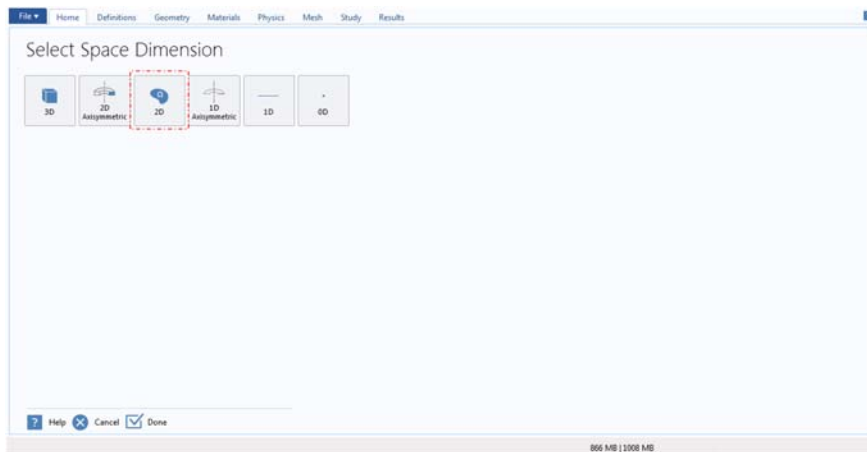 File Home Definitions Geometry Materials Physics Mesh Study Results
Select Space Dimension
3D
2D
Axisymmetric
Ω
2D
1D
Axisymmetric
1D
0D
? Help Cancel Done
866 MB | 1008 MB